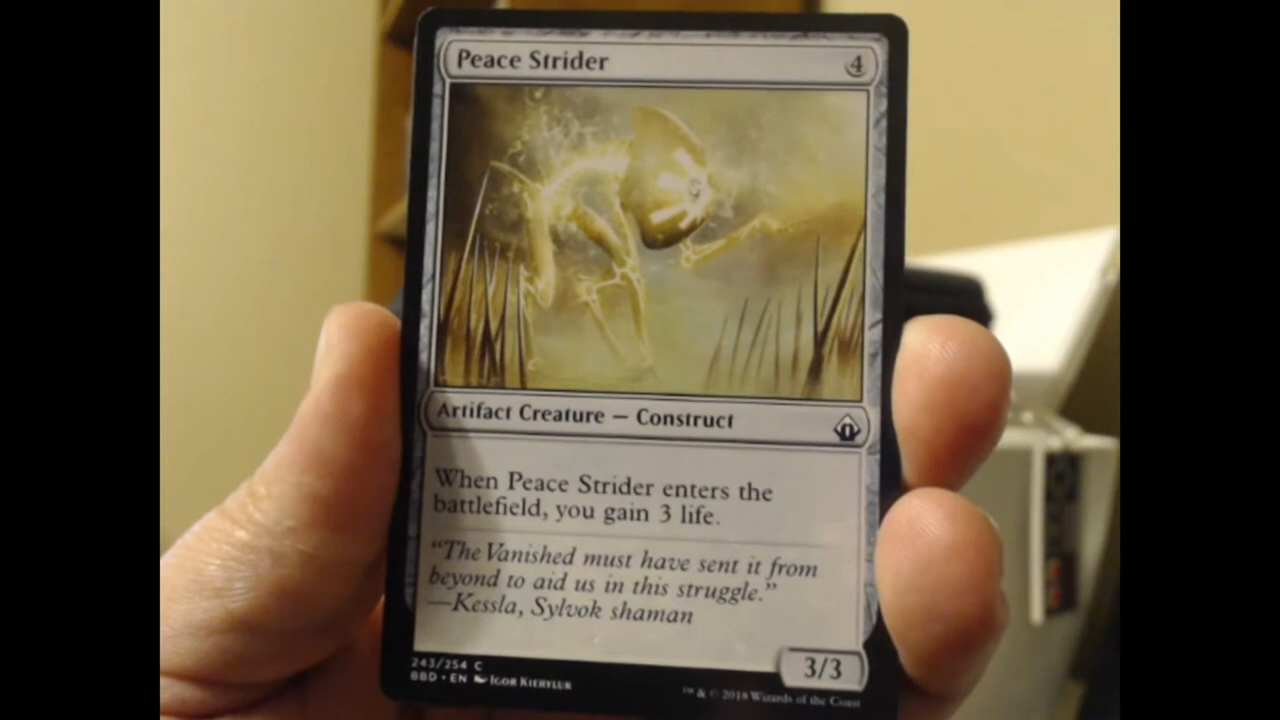 Peace Strider 4
Artifact Creature — Construct
When Peace Strider enters the
battlefield, you gain 3 life.
“The Vanished must have sent it from
beyond to aid us in this struggle.”
—Kessla, Sylvok shaman
3/3
243/254 C
BBD • EN Igor Kieryluk
™ & © 2018 Wizards of the Coast